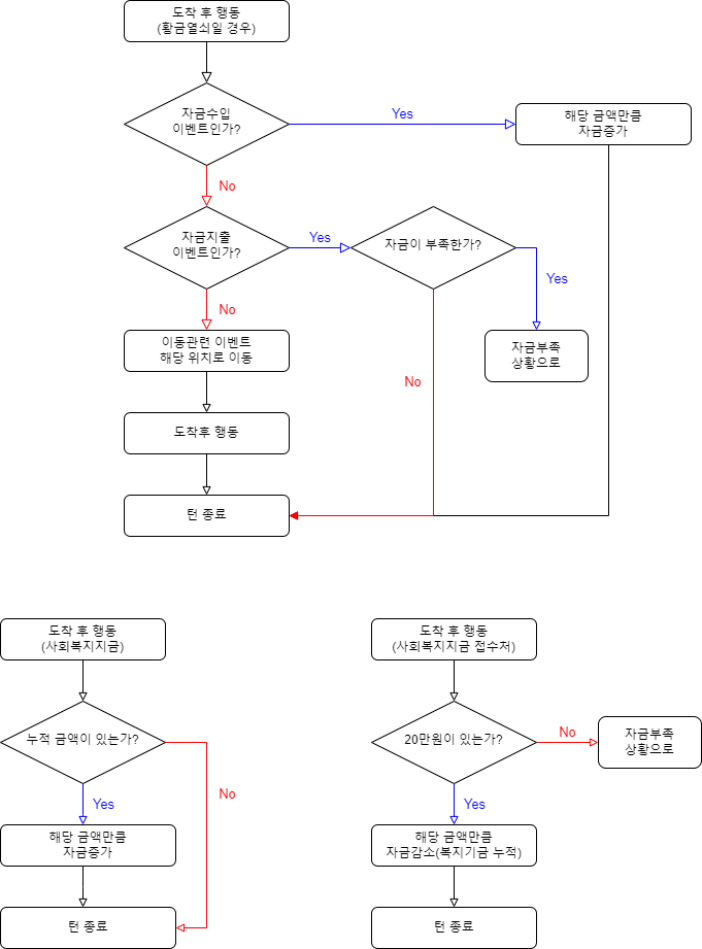 도착 후 행동
(황금열쇠일 경우)
자금수입
이벤트인가?
Yes
해당 금액만큼
자금증가
No
자금지출
이벤트인가?
Yes
자금이 부족한가?
Yes
No
이동관련 이벤트
해당 위치로 이동
자금부족
상황으로
No
도착후 행동
턴 종료
도착 후 행동
(사회복지지금)
누적 금액이 있는가?
No
Yes
해당 금액만큼
자금증가
턴 종료
도착 후 행동
(사회복지지금 접수처)
20만원이 있는가?
No
자금부족
상황으로
Yes
해당 금액만큼
자금감소(복지기금 누적)
턴 종료